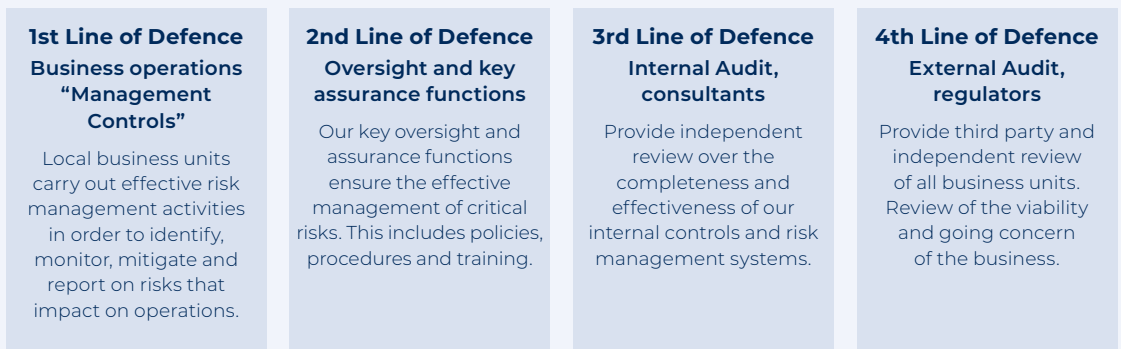 1st Line of Defence
Business operations
“Management
Controls”
Local business units
carry out effective risk
management activities
in order to identify,
monitor, mitigate and
report on risks that
impact on operations.
2nd Line of Defence
Oversight and key
assurance functions
Our key oversight and
assurance functions
ensure the effective
management of critical
risks. This includes policies,
procedures and training.
3rd Line of Defence
Internal Audit,
consultants
Provide independent
review over the
completeness and
effectiveness of our
internal controls and risk
management systems.
4th Line of Defence
External Audit,
regulators
Provide third party and
independent review
of all business units.
Review of the viability
and going concern
of the business.